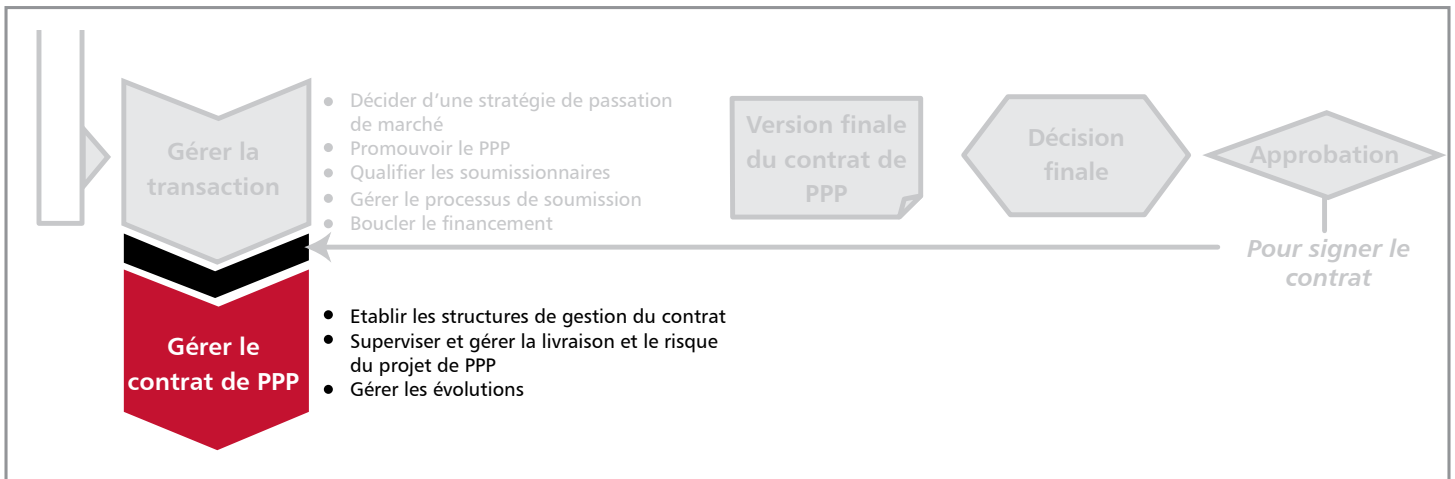 Gérer la
transaction
• Décider d’une stratégie de passation
de marché
• Promouvoir le PPP
• Qualifier les soumissionnaires
• Gérer le processus de soumission
• Boucler le financement
Version finale
du contrat de
PPP
Décision
finale
Approbation
Pour signer le
contrat
Gérer le
contrat de PPP
• Etablir les structures de gestion du contrat
• Superviser et gérer la livraison et le risque
du projet de PPP
• Gérer les évolutions